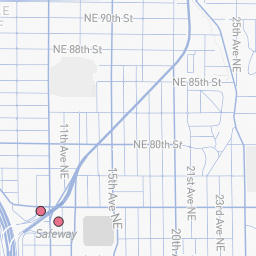 NE 90th St
25th Ave NE
NE 88th St
NE 85th St
11th Ave NE
NE 80th St
15th Ave NE
21st Ave NE
23rd Ave NE
20th
Safeway